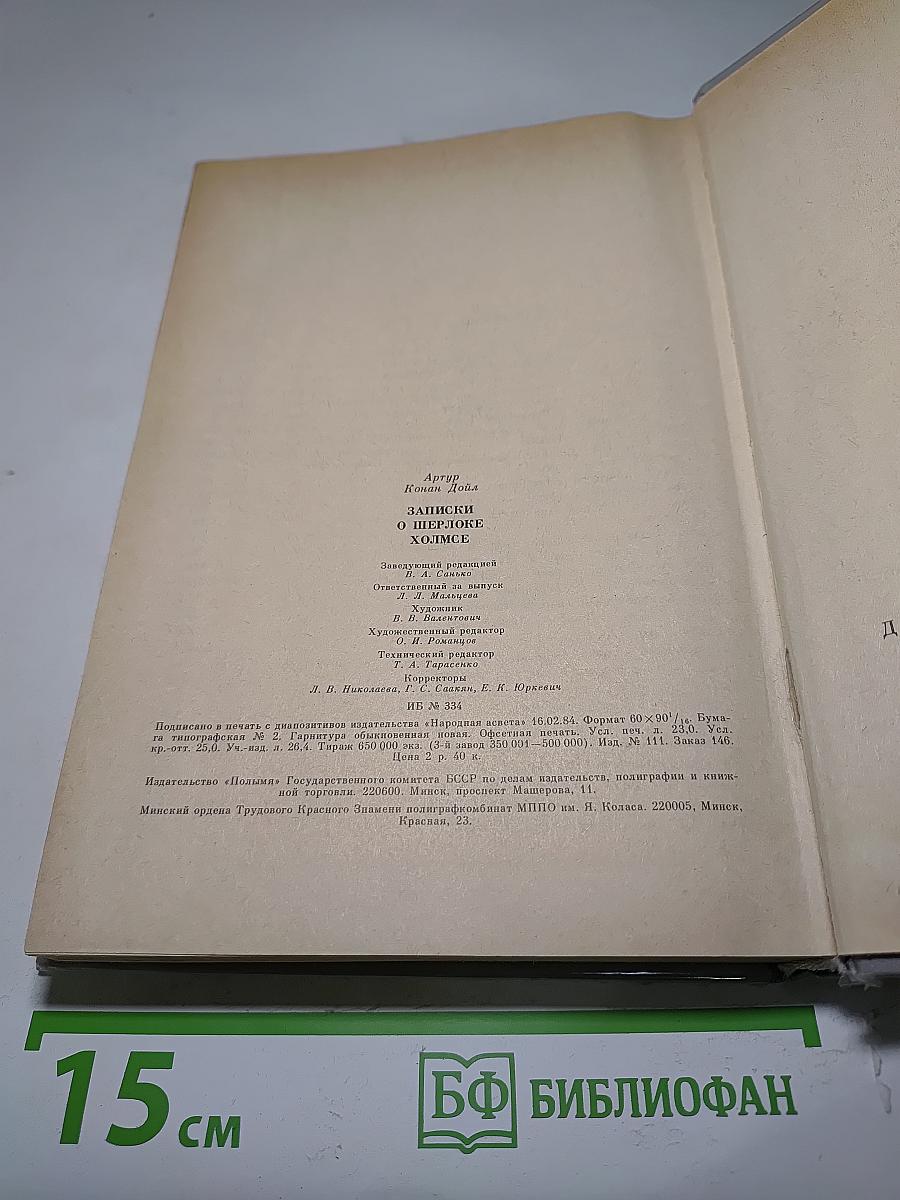 Артур
Конан Дойл
ЗАПИСКИ
О ШЕРЛОКЕ
ХОЛМСЕ
Заведующий редакцией
В. А. Санько
Ответственный за выпуск
Л. Л. Мальцева
Художник
В. В. Валентович
Художественный редактор
О. И. Романцов
Технический редактор
Т. А. Тарасенко
Корректоры
Л. В. Николаева, Г. С. Саакян, Е. К. Юркевич
ИБ № 334
Подписано в печать с диапозитивов издательства «Народная асвета» 16.02.84. Формат 60×90¹/₁₆. Бума-
га типографская № 2. Гарнитура обыкновенная новая. Офсетная печать. Усл. печ. л. 23,0. Усл.
кр.-отт. 25,0. Уч.-изд. л. 26,4. Тираж 650 000 экз. (3-й завод 350 001—500 000). Изд. № 111. Заказ 146.
Цена 2 р. 40 к.
Издательство «Полымя» Государственного комитета БССР по делам издательств, полиграфии и книж-
ной торговли. 220600. Минск, проспект Машерова, 11.
Минский ордена Трудового Красного Знамени полиграфкомбинат МППО им. Я. Коласа. 220005, Минск,
Красная, 23.
Д
15 см
БФ БИБЛИОФАН